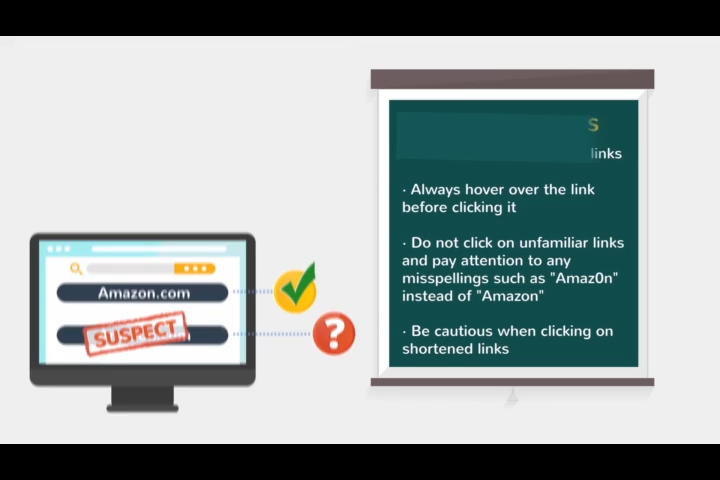 S
links
· Always hover over the link
before clicking it
· Do not click on unfamiliar links
and pay attention to any
misspellings such as "Amaz0n"
instead of "Amazon"
· Be cautious when clicking on
shortened links
Amazon.com
SUSPECT
?